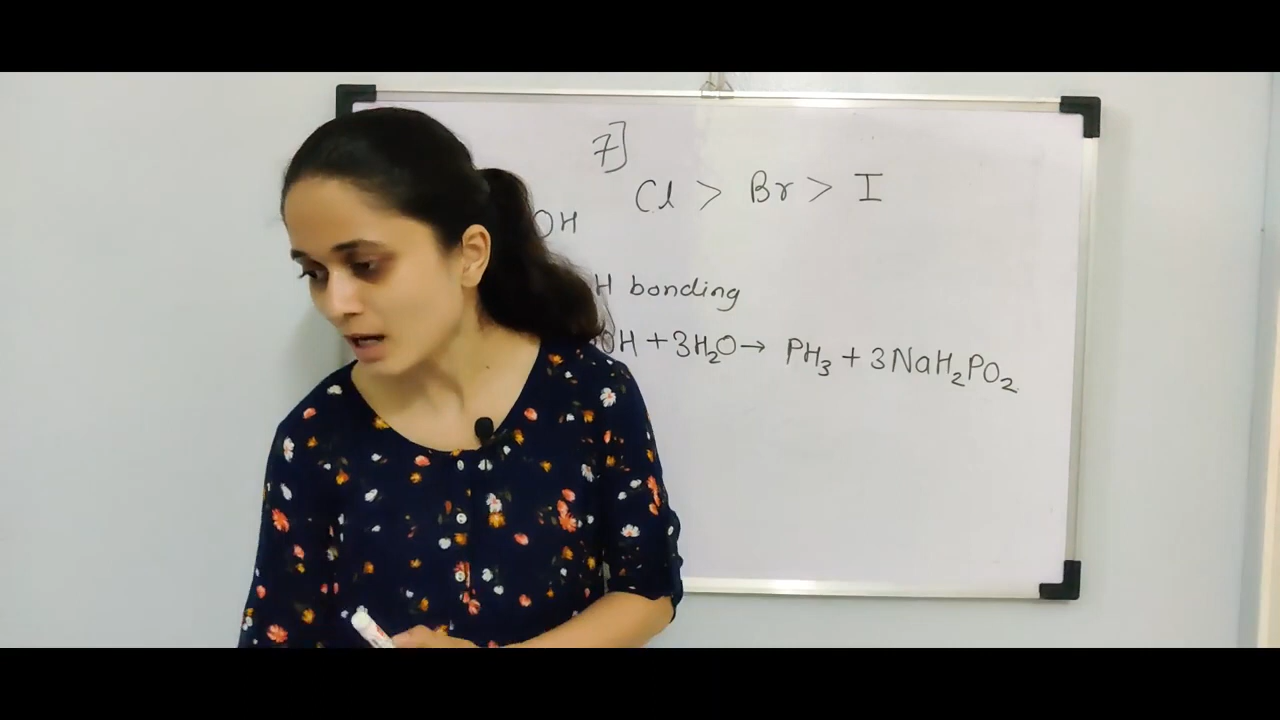 7]
Cl > Br > I
OH
H bonding
OH + 3H₂O → PH₃ + 3NaH₂PO₂